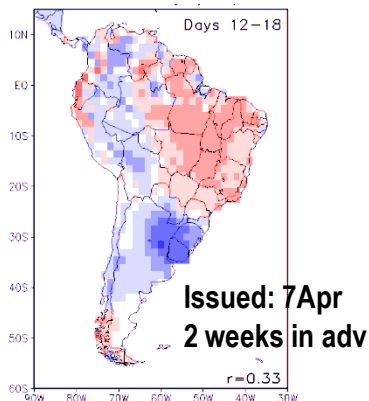 Days 12-18
10N
EQ
10S
20S
30S
40S
50S
60S
Issued: 7Apr
2 weeks in adv
r=0.33
90W 80W 70W 60W 50W 40W 30W